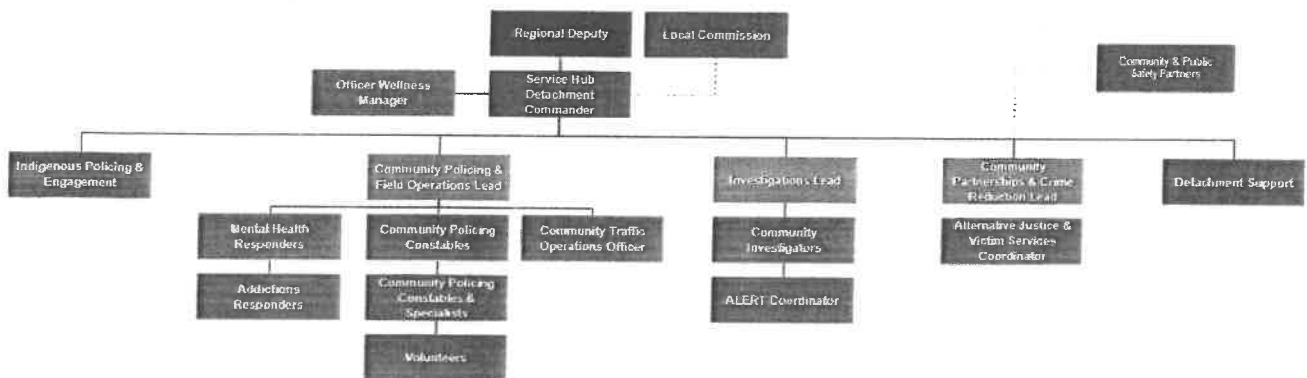 Regional Deputy
Local Commission
Community & Public
Safety Partners
Officer Wellness
Manager
Service Hub
Detachment
Commander
Indigenous Policing &
Engagement
Community Policing &
Field Operations Lead
Investigations Lead
Community
Partnerships & Crime
Reduction Lead
Detachment Support
Mental Health
Responders
Community Policing
Constables
Community Traffic
Operations Officer
Community
Investigators
Alternative Justice &
Victim Services
Coordinator
Addictions
Responders
Community Policing
Constables &
Specialists
ALERT Coordinator
Volunteers